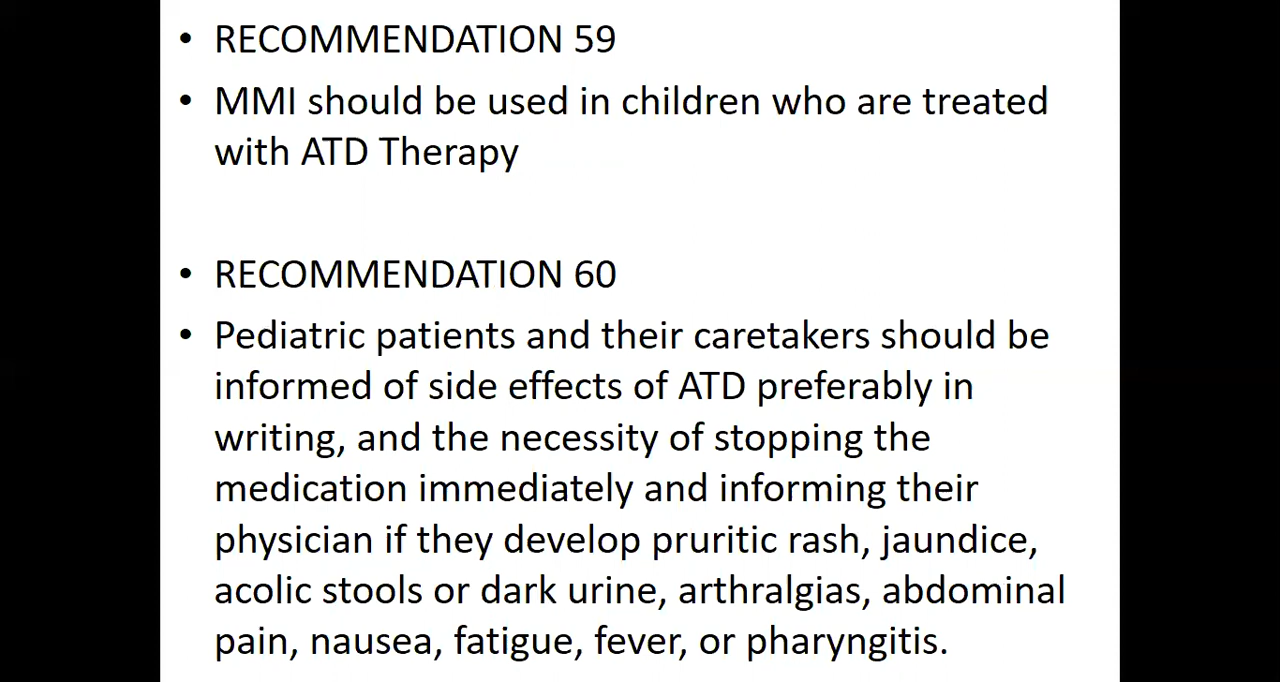 • RECOMMENDATION 59
• MMI should be used in children who are treated
with ATD Therapy
• RECOMMENDATION 60
• Pediatric patients and their caretakers should be
informed of side effects of ATD preferably in
writing, and the necessity of stopping the
medication immediately and informing their
physician if they develop pruritic rash, jaundice,
acolic stools or dark urine, arthralgias, abdominal
pain, nausea, fatigue, fever, or pharyngitis.